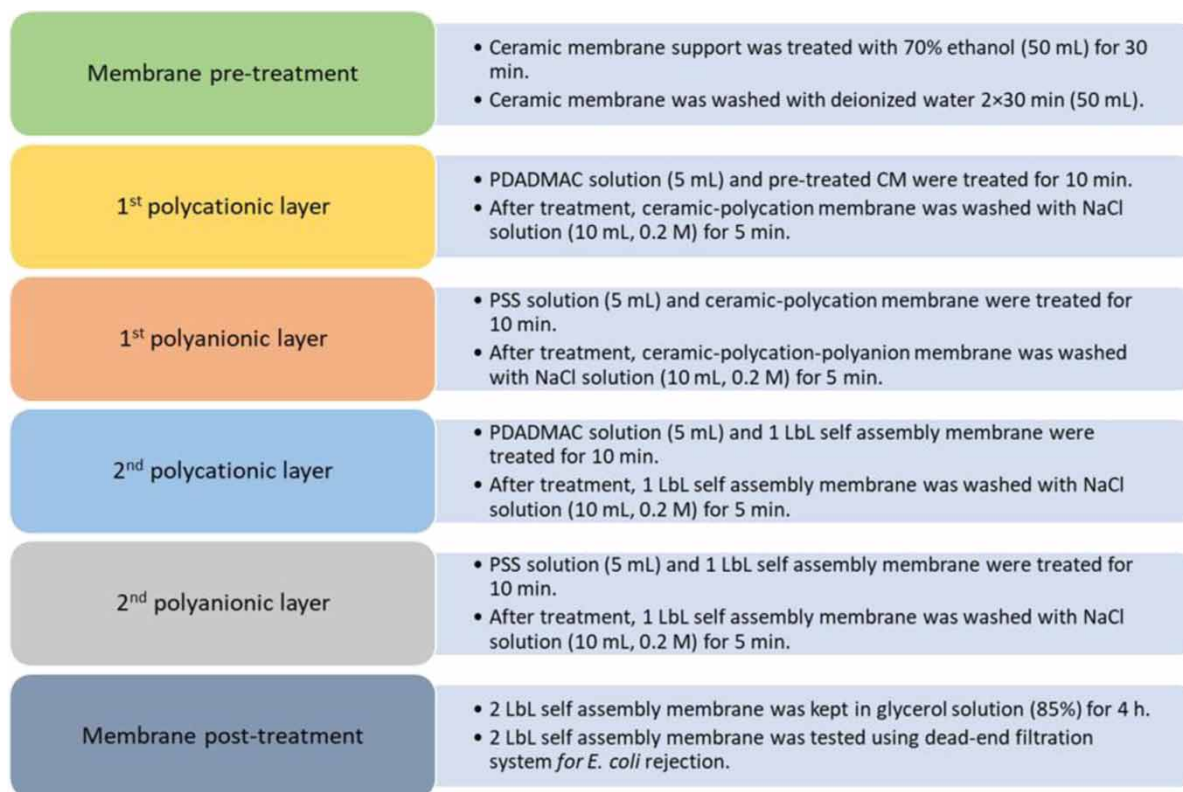 Membrane pre-treatment
• Ceramic membrane support was treated with 70% ethanol (50 mL) for 30
min.
• Ceramic membrane was washed with deionized water 2×30 min (50 mL).
1st polycationic layer
• PDADMAC solution (5 mL) and pre-treated CM were treated for 10 min.
• After treatment, ceramic-polycation membrane was washed with NaCl
solution (10 mL, 0.2 M) for 5 min.
1st polyanionic layer
• PSS solution (5 mL) and ceramic-polycation membrane were treated for
10 min.
• After treatment, ceramic-polycation-polyanion membrane was washed
with NaCl solution (10 mL, 0.2 M) for 5 min.
2nd polycationic layer
• PDADMAC solution (5 mL) and 1 LbL self assembly membrane were
treated for 10 min.
• After treatment, 1 LbL self assembly membrane was washed with NaCl
solution (10 mL, 0.2 M) for 5 min.
2nd polyanionic layer
• PSS solution (5 mL) and 1 LbL self assembly membrane were treated for
10 min.
• After treatment, 1 LbL self assembly membrane was washed with NaCl
solution (10 mL, 0.2 M) for 5 min.
Membrane post-treatment
• 2 LbL self assembly membrane was kept in glycerol solution (85%) for 4 h.
• 2 LbL self assembly membrane was tested using dead-end filtration
system for E. coli rejection.